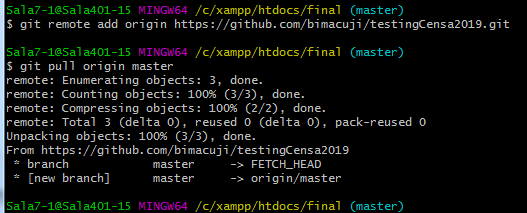 Sala7-1@Sala401-15 MINGW64 /c/xampp/htdocs/final (master)
$ git remote add origin https://github.com/bimacuji/testingCensa2019.git
Sala7-1@Sala401-15 MINGW64 /c/xampp/htdocs/final (master)
$ git pull origin master
remote: Enumerating objects: 3, done.
remote: Counting objects: 100% (3/3), done.
remote: Compressing objects: 100% (2/2), done.
remote: Total 3 (delta 0), reused 0 (delta 0), pack-reused 0
Unpacking objects: 100% (3/3), done.
From https://github.com/bimacuji/testingCensa2019
 * branch            master     -> FETCH_HEAD
 * [new branch]      master     -> origin/master
Sala7-1@Sala401-15 MINGW64 /c/xampp/htdocs/final (master)